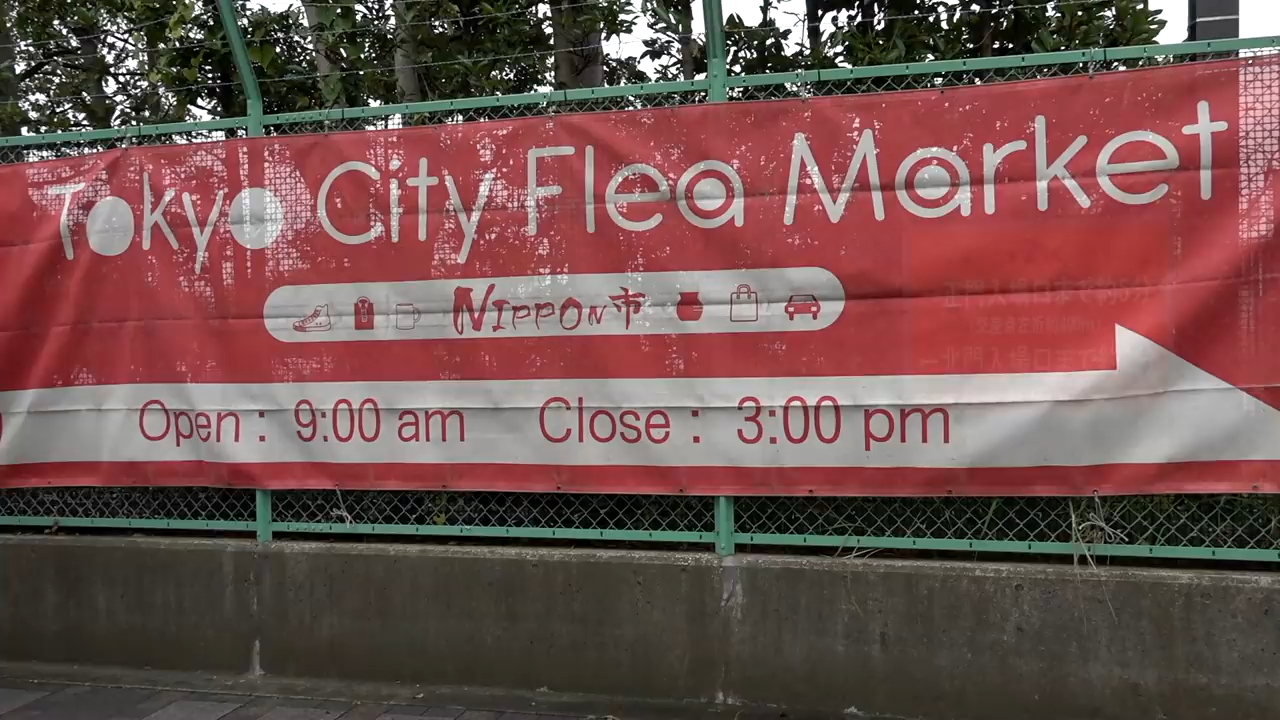 Tokyo City Flea Market
NIPPON市
Open : 9:00 am Close : 3:00 pm